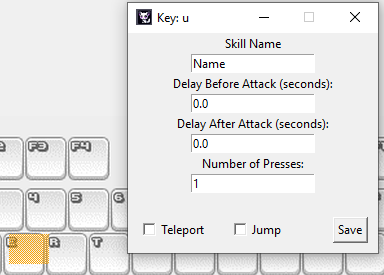 Key: u
Skill Name
Name
Delay Before Attack (seconds):
0.0
Delay After Attack (seconds):
0.0
Number of Presses:
1
Teleport
Jump
Save
F3
F4
4
5
6
E
R
T